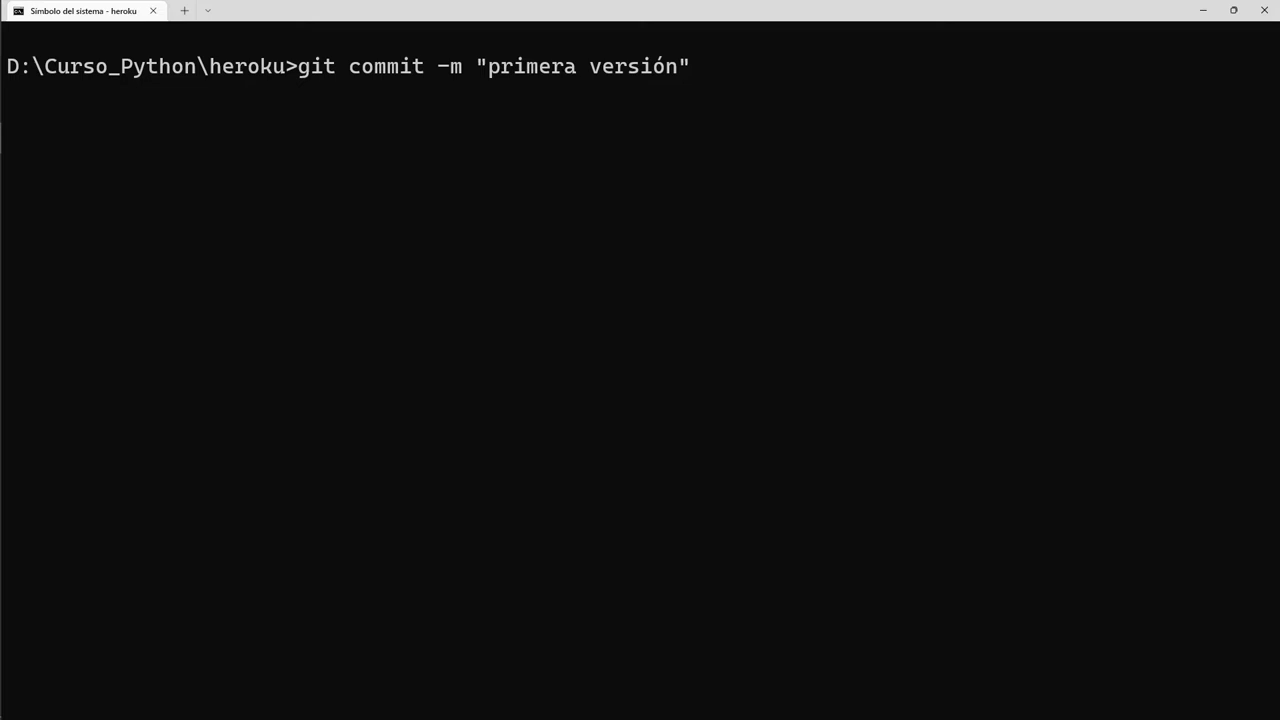 Símbolo del sistema - heroku
D:\Curso_Python\heroku>git commit -m "primera versión"